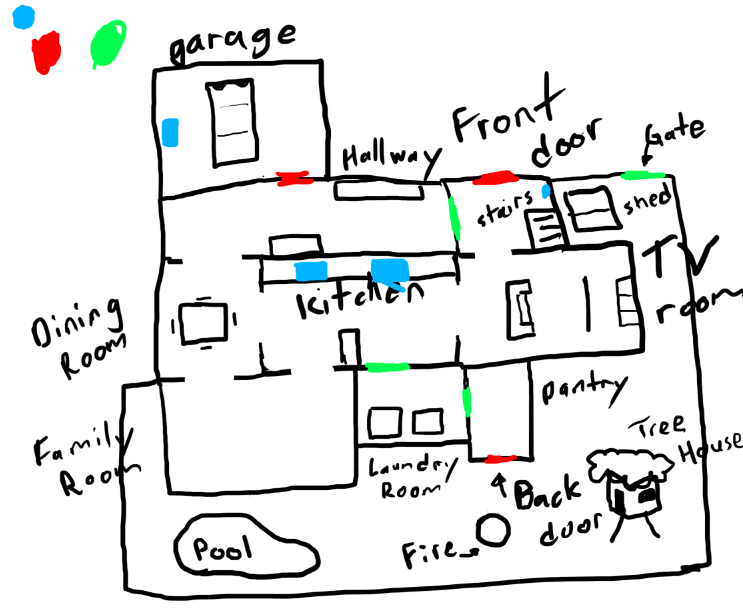 garage
Front
door
Gate
Hallway
stairs
shed
TV
room
kitchen
Dining
Room
pantry
Family
Room
Tree
House
Laundry
Room
Back
door
Pool
Fire